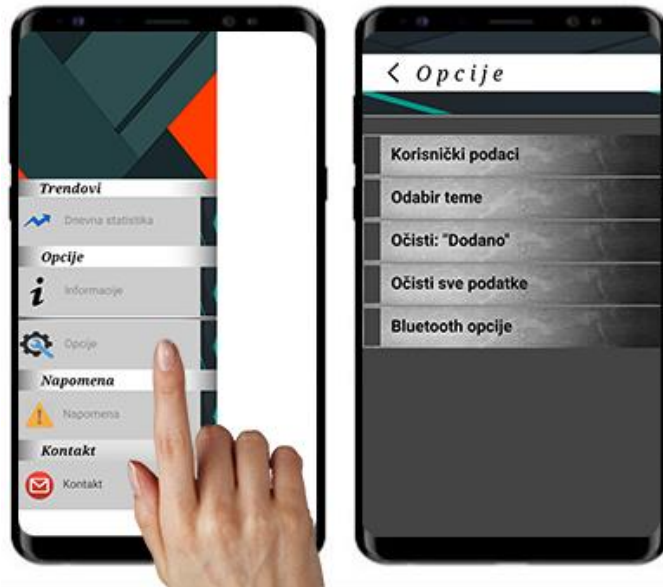 Trendovi
Dnevna statistika
Opcije
Informacije
Opcije
Napomena
Napomena
Kontakt
Kontakt
Opcije
Korisnički podaci
Odabir teme
Očisti: "Dodano"
Očisti sve podatke
Bluetooth opcije